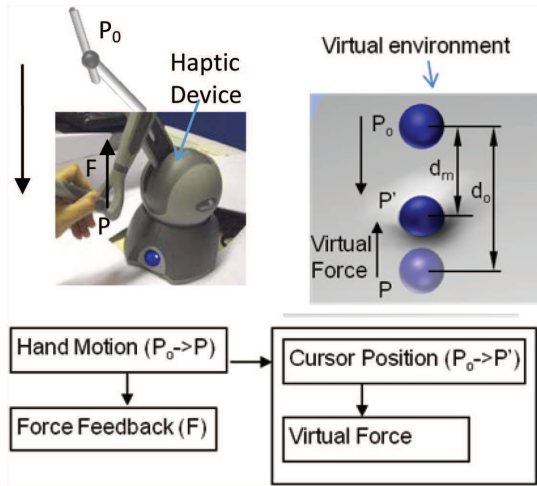 P₀
Haptic
Device
F
P
Virtual environment
Pₒ
dₘ
dₒ
P'
Virtual
Force
P
Hand Motion (Pₒ->P)
Force Feedback (F)
Cursor Position (Pₒ->P')
Virtual Force